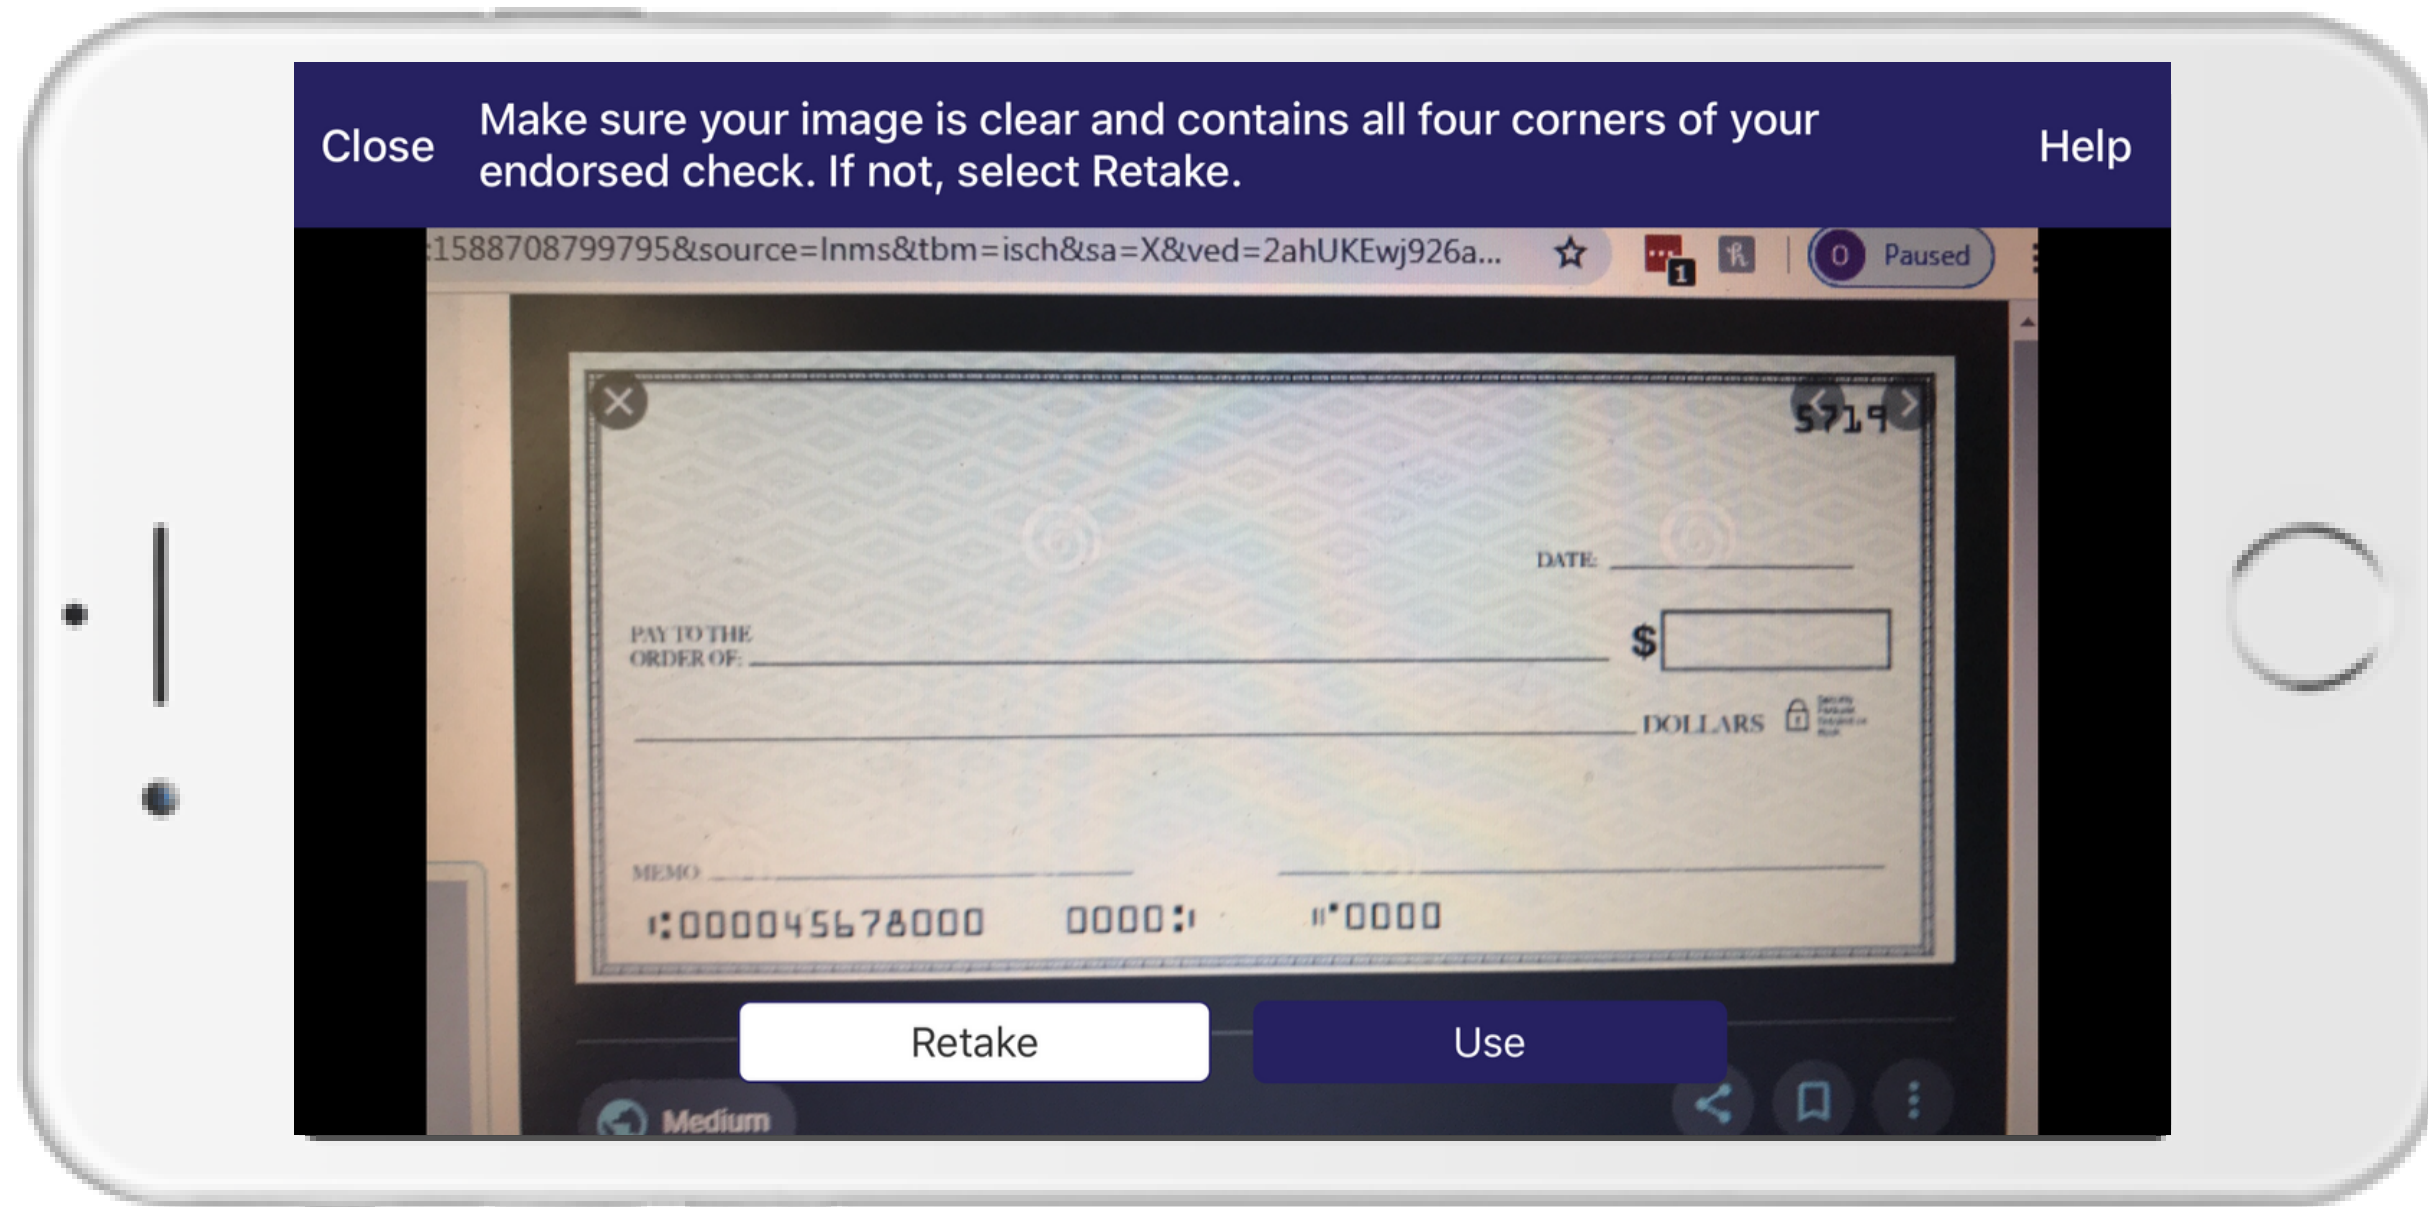 Close
Make sure your image is clear and contains all four corners of your
endorsed check. If not, select Retake.
Help
:1588708799795&source=lnms&tbm=isch&sa=X&ved=2ahUKEwj926a...
1
O Paused
5719
DATE:
PAY TO THE
ORDER OF:
$
DOLLARS
MEMO
⑆000045678000 0000⑆ ⑈0000
Retake
Use
Medium